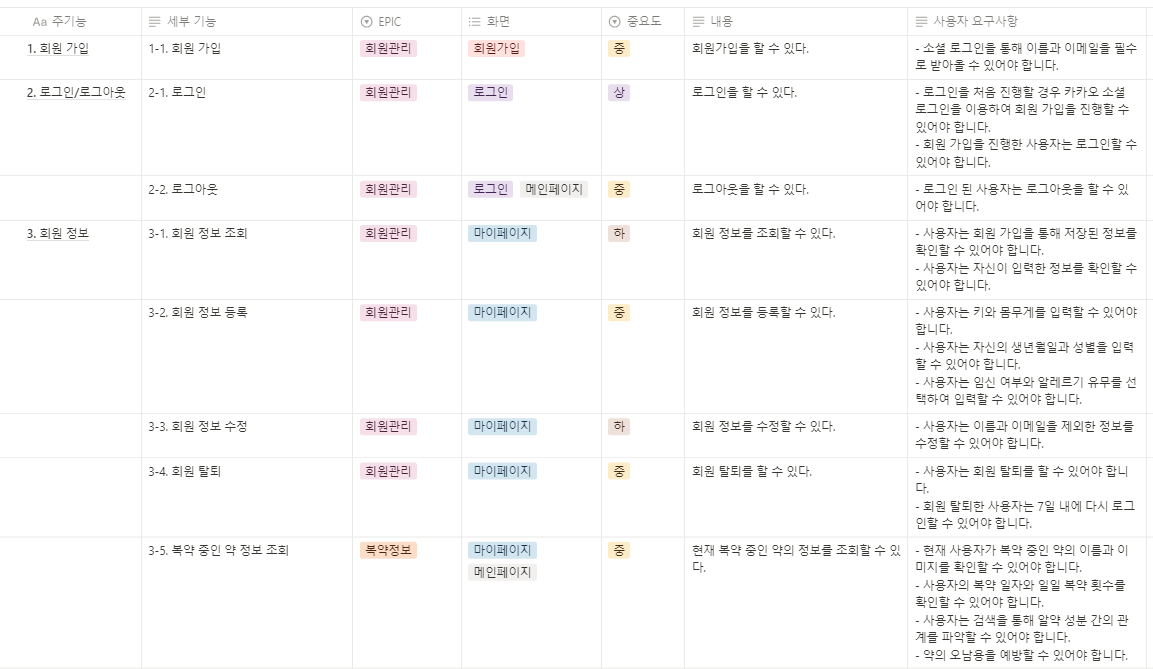 Aa 주기능 세부 기능 EPIC 화면 중요도 내용 사용자 요구사항
1. 회원 가입 1-1. 회원 가입 회원관리 회원가입 중 회원가입을 할 수 있다. - 소셜 로그인을 통해 이름과 이메일을 필수
로 받아올 수 있어야 합니다.
2. 로그인/로그아웃 2-1. 로그인 회원관리 로그인 상 로그인을 할 수 있다. - 로그인을 처음 진행할 경우 카카오 소셜
로그인을 이용하여 회원 가입을 진행할 수
있어야 합니다.
- 회원 가입을 진행한 사용자는 로그인할 수
있어야 합니다.
2-2. 로그아웃 회원관리 로그인 메인페이지 중 로그아웃을 할 수 있다. - 로그인 된 사용자는 로그아웃을 할 수 있
어야 합니다.
3. 회원 정보 3-1. 회원 정보 조회 회원관리 마이페이지 하 회원 정보를 조회할 수 있다. - 사용자는 회원 가입을 통해 저장된 정보를
확인할 수 있어야 합니다.
- 사용자는 자신이 입력한 정보를 확인할 수
있어야 합니다.
3-2. 회원 정보 등록 회원관리 마이페이지 중 회원 정보를 등록할 수 있다. - 사용자는 키와 몸무게를 입력할 수 있어야
합니다.
- 사용자는 자신의 생년월일과 성별을 입력
할 수 있어야 합니다.
- 사용자는 임신 여부와 알레르기 유무를 선
택하여 입력할 수 있어야 합니다.
3-3. 회원 정보 수정 회원관리 마이페이지 하 회원 정보를 수정할 수 있다. - 사용자는 이름과 이메일을 제외한 정보를
수정할 수 있어야 합니다.
3-4. 회원 탈퇴 회원관리 마이페이지 중 회원 탈퇴를 할 수 있다. - 사용자는 회원 탈퇴를 할 수 있어야 합니
다.
- 회원 탈퇴한 사용자는 7일 내에 다시 로그
인할 수 있어야 합니다.
3-5. 복약 중인 약 정보 조회 복약정보 마이페이지 중 현재 복약 중인 약의 정보를 조회할 수 있 - 현재 사용자가 복약 중인 약의 이름과 이
메인페이지 다. 미지를 확인할 수 있어야 합니다.
- 사용자의 복약 일자와 일일 복약 횟수를
확인할 수 있어야 합니다.
- 사용자는 검색을 통해 알약 성분 간의 관
계를 파악할 수 있어야 합니다.
- 약의 오남용을 예방할 수 있어야 합니다.